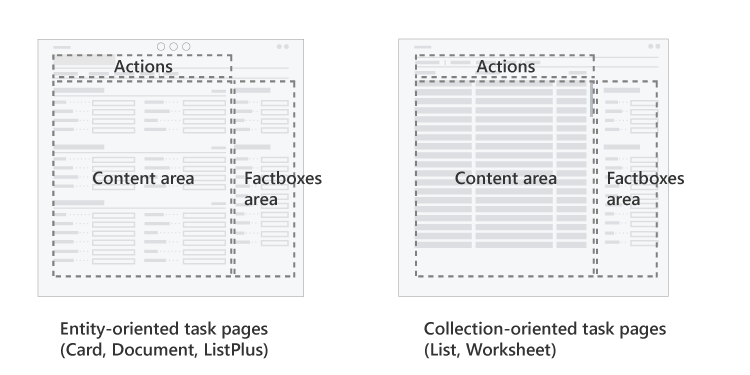 Actions
Content area
Factboxes
area
Entity-oriented task pages
(Card, Document, ListPlus)
Actions
Content area
Factboxes
area
Collection-oriented task pages
(List, Worksheet)